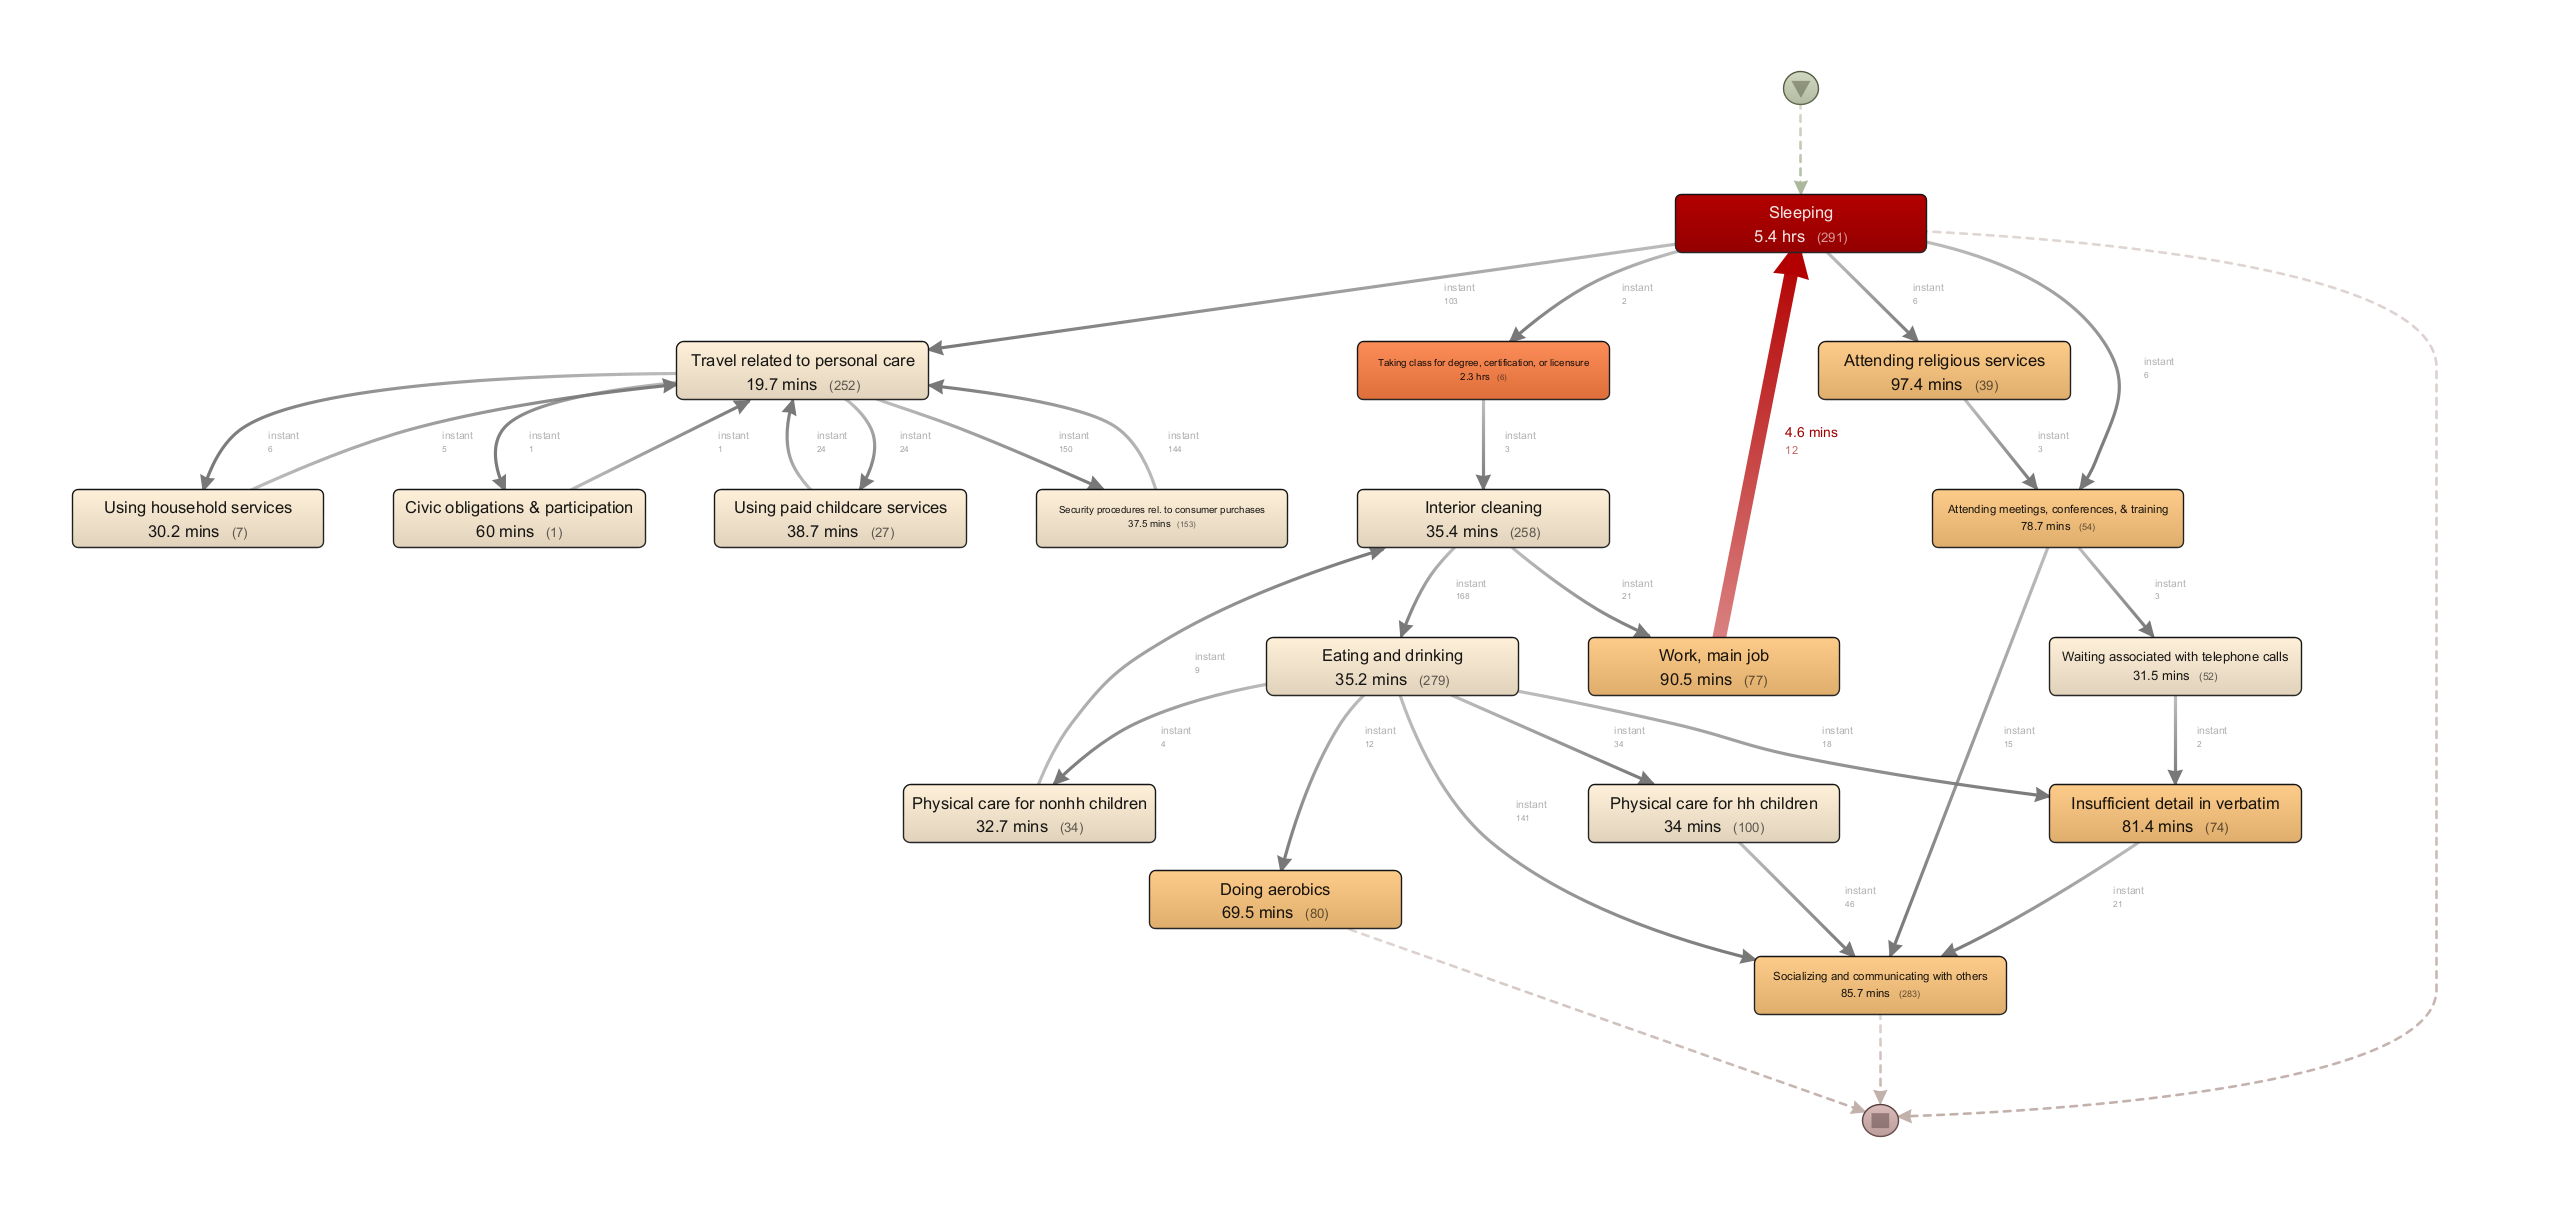 Sleeping
5.4 hrs (291)
instant
103
instant
2
instant
6
instant
6
Travel related to personal care
19.7 mins (252)
Taking class for degree, certification, or licensure
2.3 hrs (6)
Attending religious services
97.4 mins (39)
4.6 mins
12
instant
6
instant
5
instant
1
instant
1
instant
24
instant
24
instant
150
instant
144
instant
3
instant
3
Using household services
30.2 mins (7)
Civic obligations & participation
60 mins (1)
Using paid childcare services
38.7 mins (27)
Security procedures rel. to consumer purchases
37.5 mins (153)
Interior cleaning
35.4 mins (258)
Attending meetings, conferences, & training
78.7 mins (54)
instant
168
instant
21
instant
3
instant
9
Eating and drinking
35.2 mins (279)
Work, main job
90.5 mins (77)
Waiting associated with telephone calls
31.5 mins (52)
instant
4
instant
12
instant
34
instant
18
instant
15
instant
2
Physical care for nonhh children
32.7 mins (34)
instant
141
Physical care for hh children
34 mins (100)
Insufficient detail in verbatim
81.4 mins (74)
Doing aerobics
69.5 mins (80)
instant
46
instant
21
Socializing and communicating with others
85.7 mins (283)